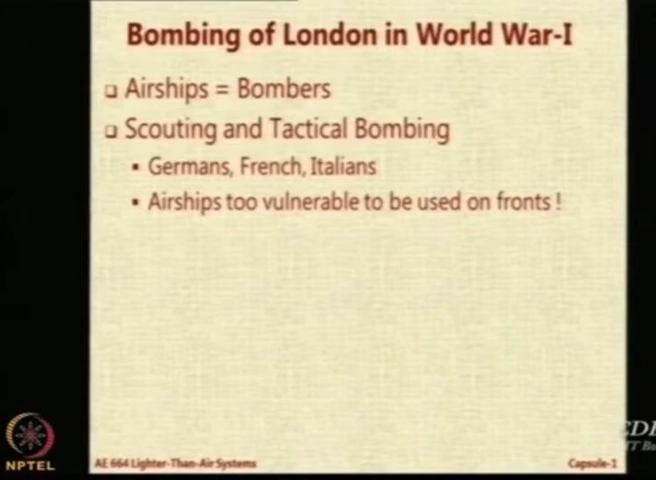 Bombing of London in World War-I
Airships = Bombers
Scouting and Tactical Bombing
Germans, French, Italians
Airships too vulnerable to be used on fronts !
NPTEL
AE 664 Lighter-Than-Air Systems
Capsule-1